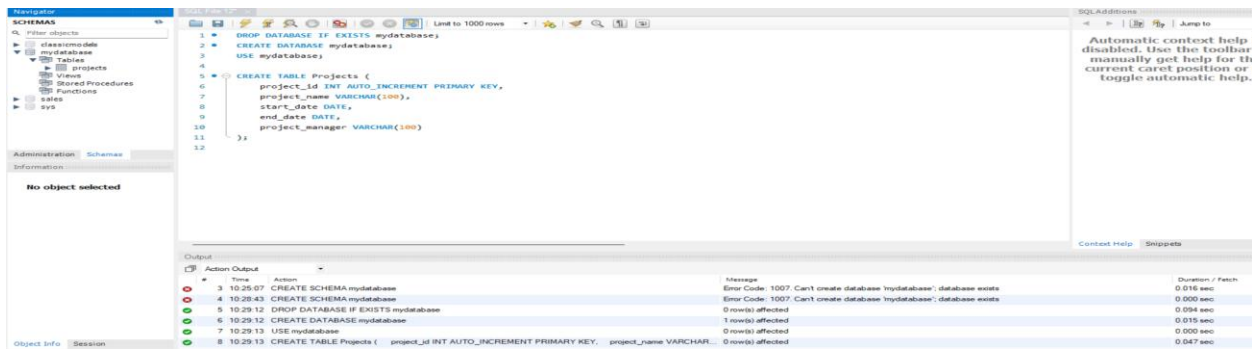 Navigator
SCHEMAS
Filter objects
classicmodels
mydatabase
Tables
projects
Views
Stored Procedures
Functions
sales
sys
Administration Schemas
Information
No object selected
Object Info Session
Limit to 1000 rows
1 DROP DATABASE IF EXISTS mydatabase;
2 CREATE DATABASE mydatabase;
3 USE mydatabase;
4
5 CREATE TABLE Projects (
6 project_id INT AUTO_INCREMENT PRIMARY KEY,
7 project_name VARCHAR(100),
8 start_date DATE,
9 end_date DATE,
10 project_manager VARCHAR(100)
11 );
12
SQLAdditions
Jump to
Automatic context help
disabled. Use the toolbar
manually get help for th
current caret position or
toggle automatic help.
Context Help Snippets
Output
Action Output
# Time Action Message Duration / Fetch
3 10:25:07 CREATE SCHEMA mydatabase Error Code: 1007. Can't create database 'mydatabase'; database exists 0.016 sec
4 10:28:43 CREATE SCHEMA mydatabase Error Code: 1007. Can't create database 'mydatabase'; database exists 0.000 sec
5 10:29:12 DROP DATABASE IF EXISTS mydatabase 0 row(s) affected 0.094 sec
6 10:29:12 CREATE DATABASE mydatabase 1 row(s) affected 0.015 sec
7 10:29:13 USE mydatabase 0 row(s) affected 0.000 sec
8 10:29:13 CREATE TABLE Projects ( project_id INT AUTO_INCREMENT PRIMARY KEY, project_name VARCHAR... 0 row(s) affected 0.047 sec